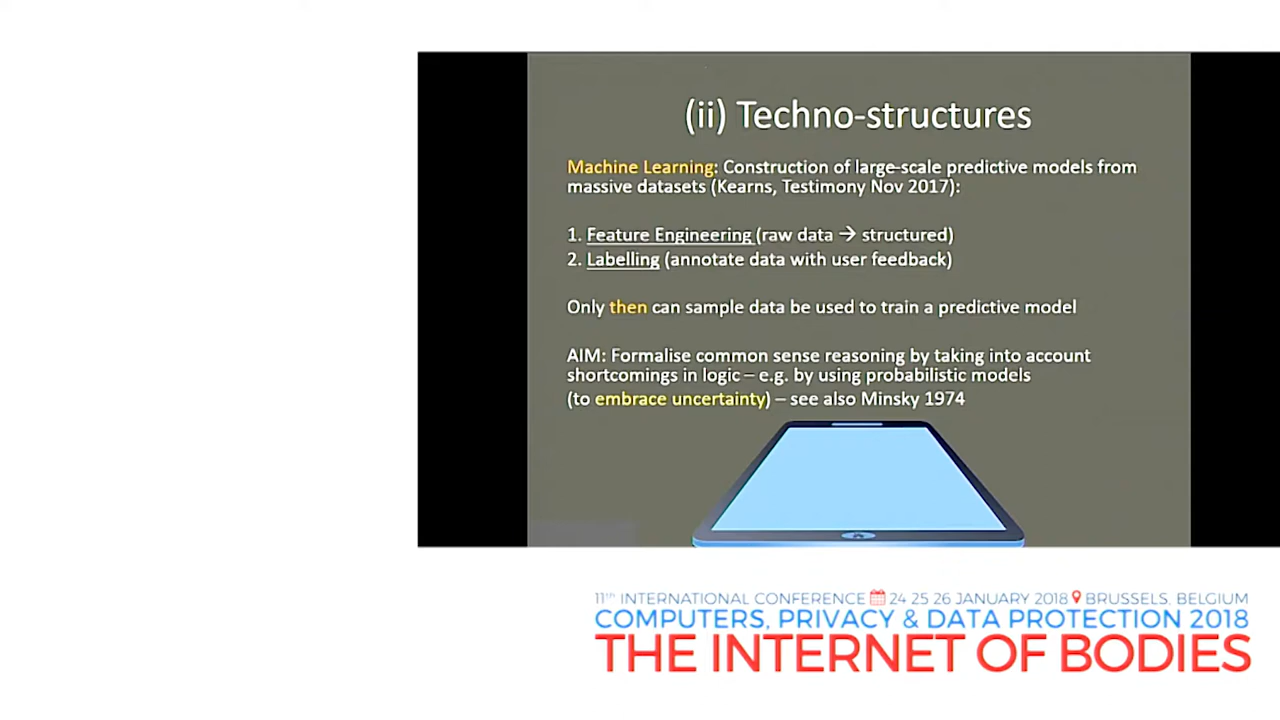 (ii) Techno-structures
Machine Learning: Construction of large-scale predictive models from
massive datasets (Kearns, Testimony Nov 2017):
1. Feature Engineering (raw data → structured)
2. Labelling (annotate data with user feedback)
Only then can sample data be used to train a predictive model
AIM: Formalise common sense reasoning by taking into account
shortcomings in logic – e.g. by using probabilistic models
(to embrace uncertainty) – see also Minsky 1974
11th INTERNATIONAL CONFERENCE 24 25 26 JANUARY 2018 BRUSSELS, BELGIUM
COMPUTERS, PRIVACY & DATA PROTECTION 2018
THE INTERNET OF BODIES